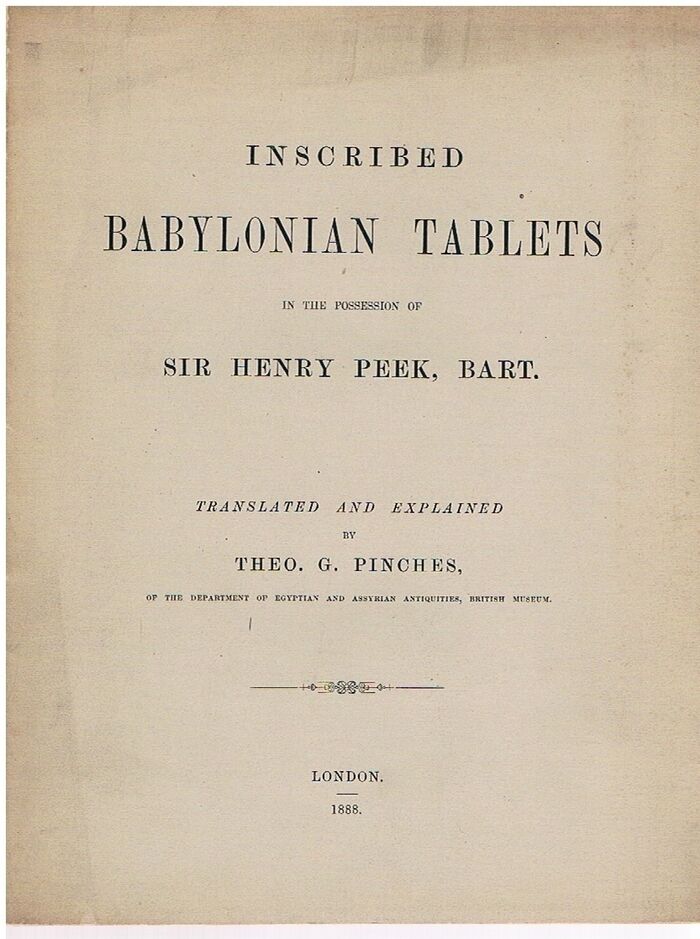 INSCRIBED
BABYLONIAN TABLETS
IN THE POSSESSION OF
SIR HENRY PEEK, BART.
TRANSLATED AND EXPLAINED
BY
THEO. G. PINCHES,
OF THE DEPARTMENT OF EGYPTIAN AND ASSYRIAN ANTIQUITIES, BRITISH MUSEUM.
LONDON.
1888.